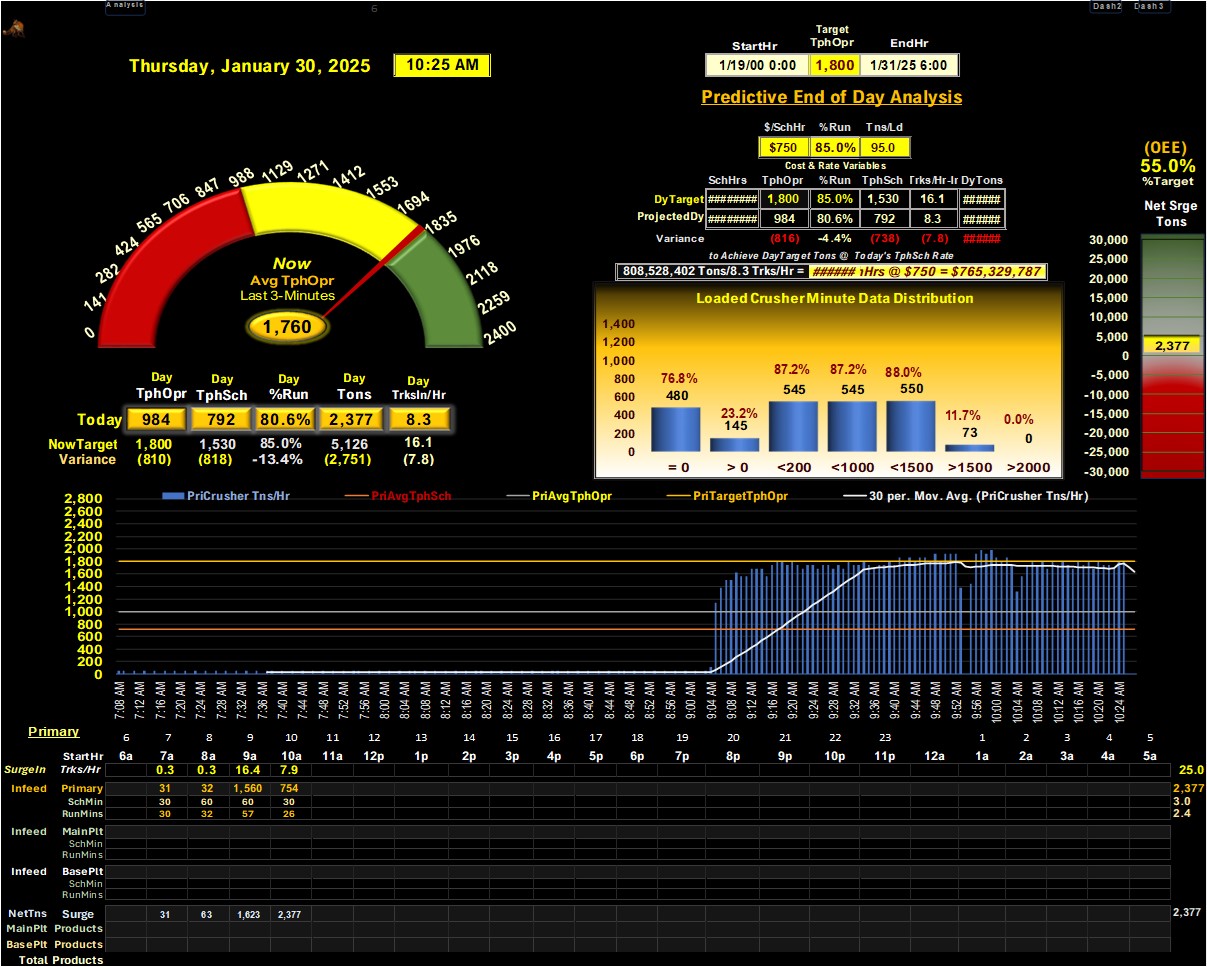 Analysis
6
Dash2 Dash3
Thursday, January 30, 2025 10:25 AM
StartHr Target TphOpr EndHr
1/19/00 0:00 1,800 1/31/25 6:00
Predictive End of Day Analysis
$/SchHr %Run Tns/Ld
$750 85.0% 95.0
Cost & Rate Variables
SchHrs TphOpr %Run TphSch Trks/Hr-Ir DyTons
DyTarget ######## 1,800 85.0% 1,530 16.1 ######
ProjectedDy ######## 984 80.6% 792 8.3 ######
Variance (816) -4.4% (738) (7.8) ######
to Achieve DayTarget Tons @ Today's TphSch Rate
808,528,402 Tons/8.3 Trks/Hr = ###### Hrs @ $750 = $765,329,787
(OEE)
55.0%
%Target
Net Srge
Tons
30,000
25,000
20,000
15,000
10,000
5,000
2,377
0
-5,000
-10,000
-15,000
-20,000
-25,000
-30,000
0 141 282 424 565 706 847 988 1129 1271 1412 1553 1694 1835 1976 2118 2259 2400
Now
Avg TphOpr
Last 3-Minutes
1,760
Day Day Day Day Day
TphOpr TphSch %Run Tons TrksIn/Hr
Today 984 792 80.6% 2,377 8.3
NowTarget 1,800 1,530 85.0% 5,126 16.1
Variance (810) (818) -13.4% (2,751) (7.8)
Loaded Crusher Minute Data Distribution
1,400
1,200
1,000
800
600
400
200
0
76.8% 23.2% 87.2% 87.2% 88.0% 11.7% 0.0%
480 145 545 545 550 73 0
= 0 > 0 <200 <1000 <1500 >1500 >2000
PriCrusher Tns/Hr PriAvgTphSch PriAvgTphOpr PriTargetTphOpr 30 per. Mov. Avg. (PriCrusher Tns/Hr)
2,800
2,600
2,400
2,200
2,000
1,800
1,600
1,400
1,200
1,000
800
600
400
200
0
7:08 AM 7:12 AM 7:16 AM 7:20 AM 7:24 AM 7:28 AM 7:32 AM 7:36 AM 7:40 AM 7:44 AM 7:48 AM 7:52 AM 7:56 AM 8:00 AM 8:04 AM 8:08 AM 8:12 AM 8:16 AM 8:20 AM 8:24 AM 8:28 AM 8:32 AM 8:36 AM 8:40 AM 8:44 AM 8:48 AM 8:52 AM 8:56 AM 9:00 AM 9:04 AM 9:08 AM 9:12 AM 9:16 AM 9:20 AM 9:24 AM 9:28 AM 9:32 AM 9:36 AM 9:40 AM 9:44 AM 9:48 AM 9:52 AM 9:56 AM 10:00 AM 10:04 AM 10:08 AM 10:12 AM 10:16 AM 10:20 AM 10:24 AM
Primary 6 7 8 9 10 11 12 13 14 15 16 17 18 19 20 21 22 23 1 2 3 4 5
StartHr 6a 7a 8a 9a 10a 11a 12p 1p 2p 3p 4p 5p 6p 7p 8p 9p 10p 11p 12a 1a 2a 3a 4a 5a
SurgeIn Trks/Hr 0.3 0.3 16.4 7.9 25.0
Infeed Primary 31 32 1,560 754 2,377
SchMin 30 60 60 30 3.0
RunMins 30 32 57 26 2.4
Infeed MainPlt
SchMin
RunMins
Infeed BasePlt
SchMin
RunMins
NetTns Surge 31 63 1,623 2,377 2,377
MainPlt Products
BasePlt Products
Total Products